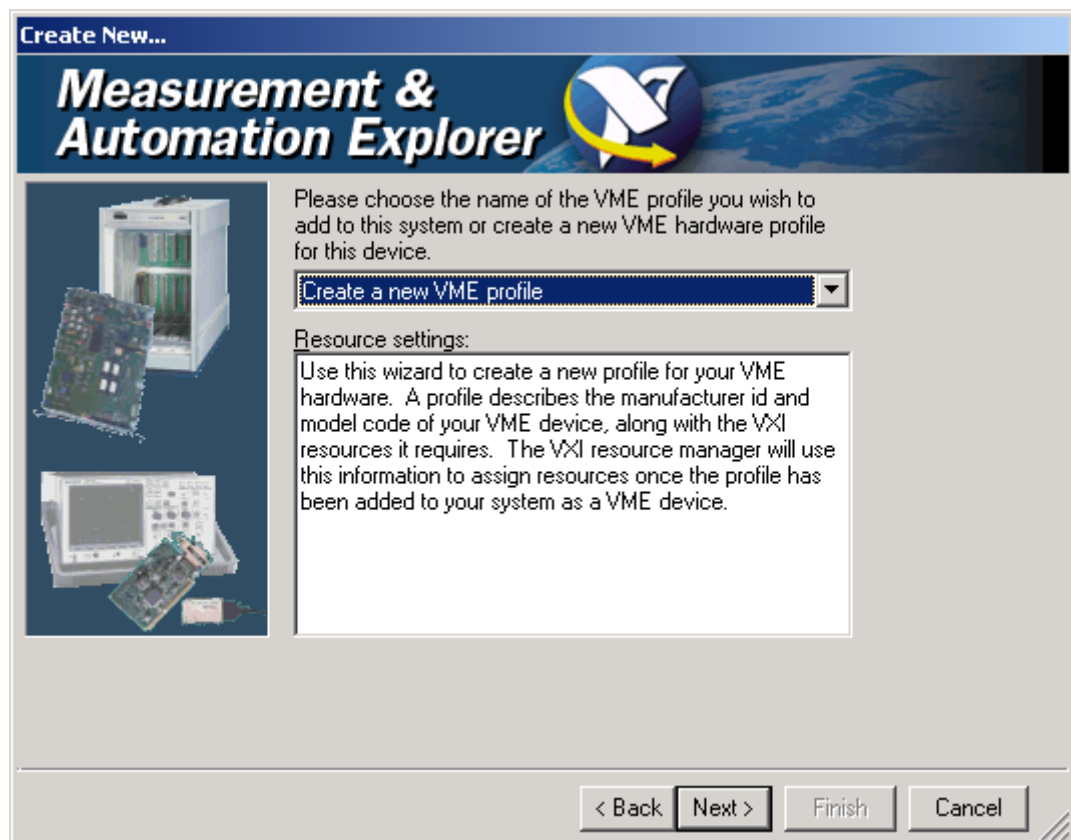 Create New...
Measurement &
Automation Explorer
Please choose the name of the VME profile you wish to
add to this system or create a new VME hardware profile
for this device.
Create a new VME profile
Resource settings:
Use this wizard to create a new profile for your VME
hardware.  A profile describes the manufacturer id and
model code of your VME device, along with the VXI
resources it requires.  The VXI resource manager will use
this information to assign resources once the profile has
been added to your system as a VME device.
< Back
Next >
Finish
Cancel